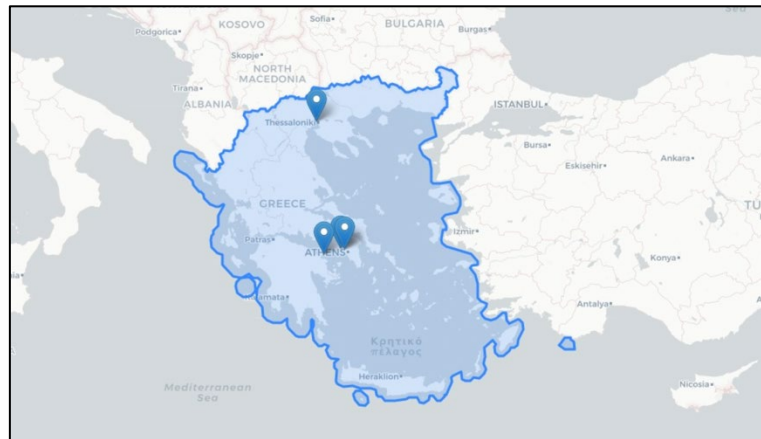 Sea
Podgorica
KOSOVO
Sofia
BULGARIA
Burgas
Skopje
NORTH
MACEDONIA
Tirana
ALBANIA
ISTANBUL
Thessaloniki
Bursa
Ankara
Eskisehir
GREECE
Izmir
Patras
ATHENS
Konya
Antalya
Κρητικό
πέλαγος
Heraklion
Mediterranean
Sea
Nicosia